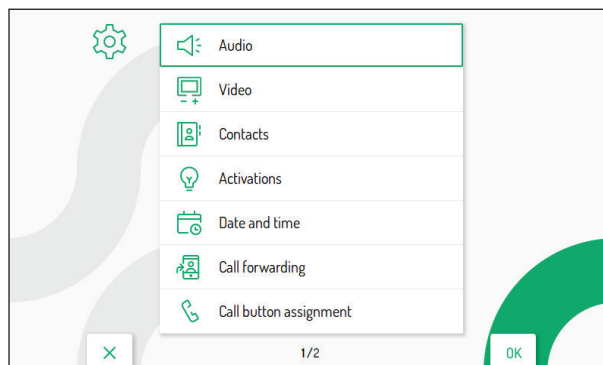 Audio
Video
Contacts
Activations
Date and time
Call forwarding
Call button assignment
1/2
OK